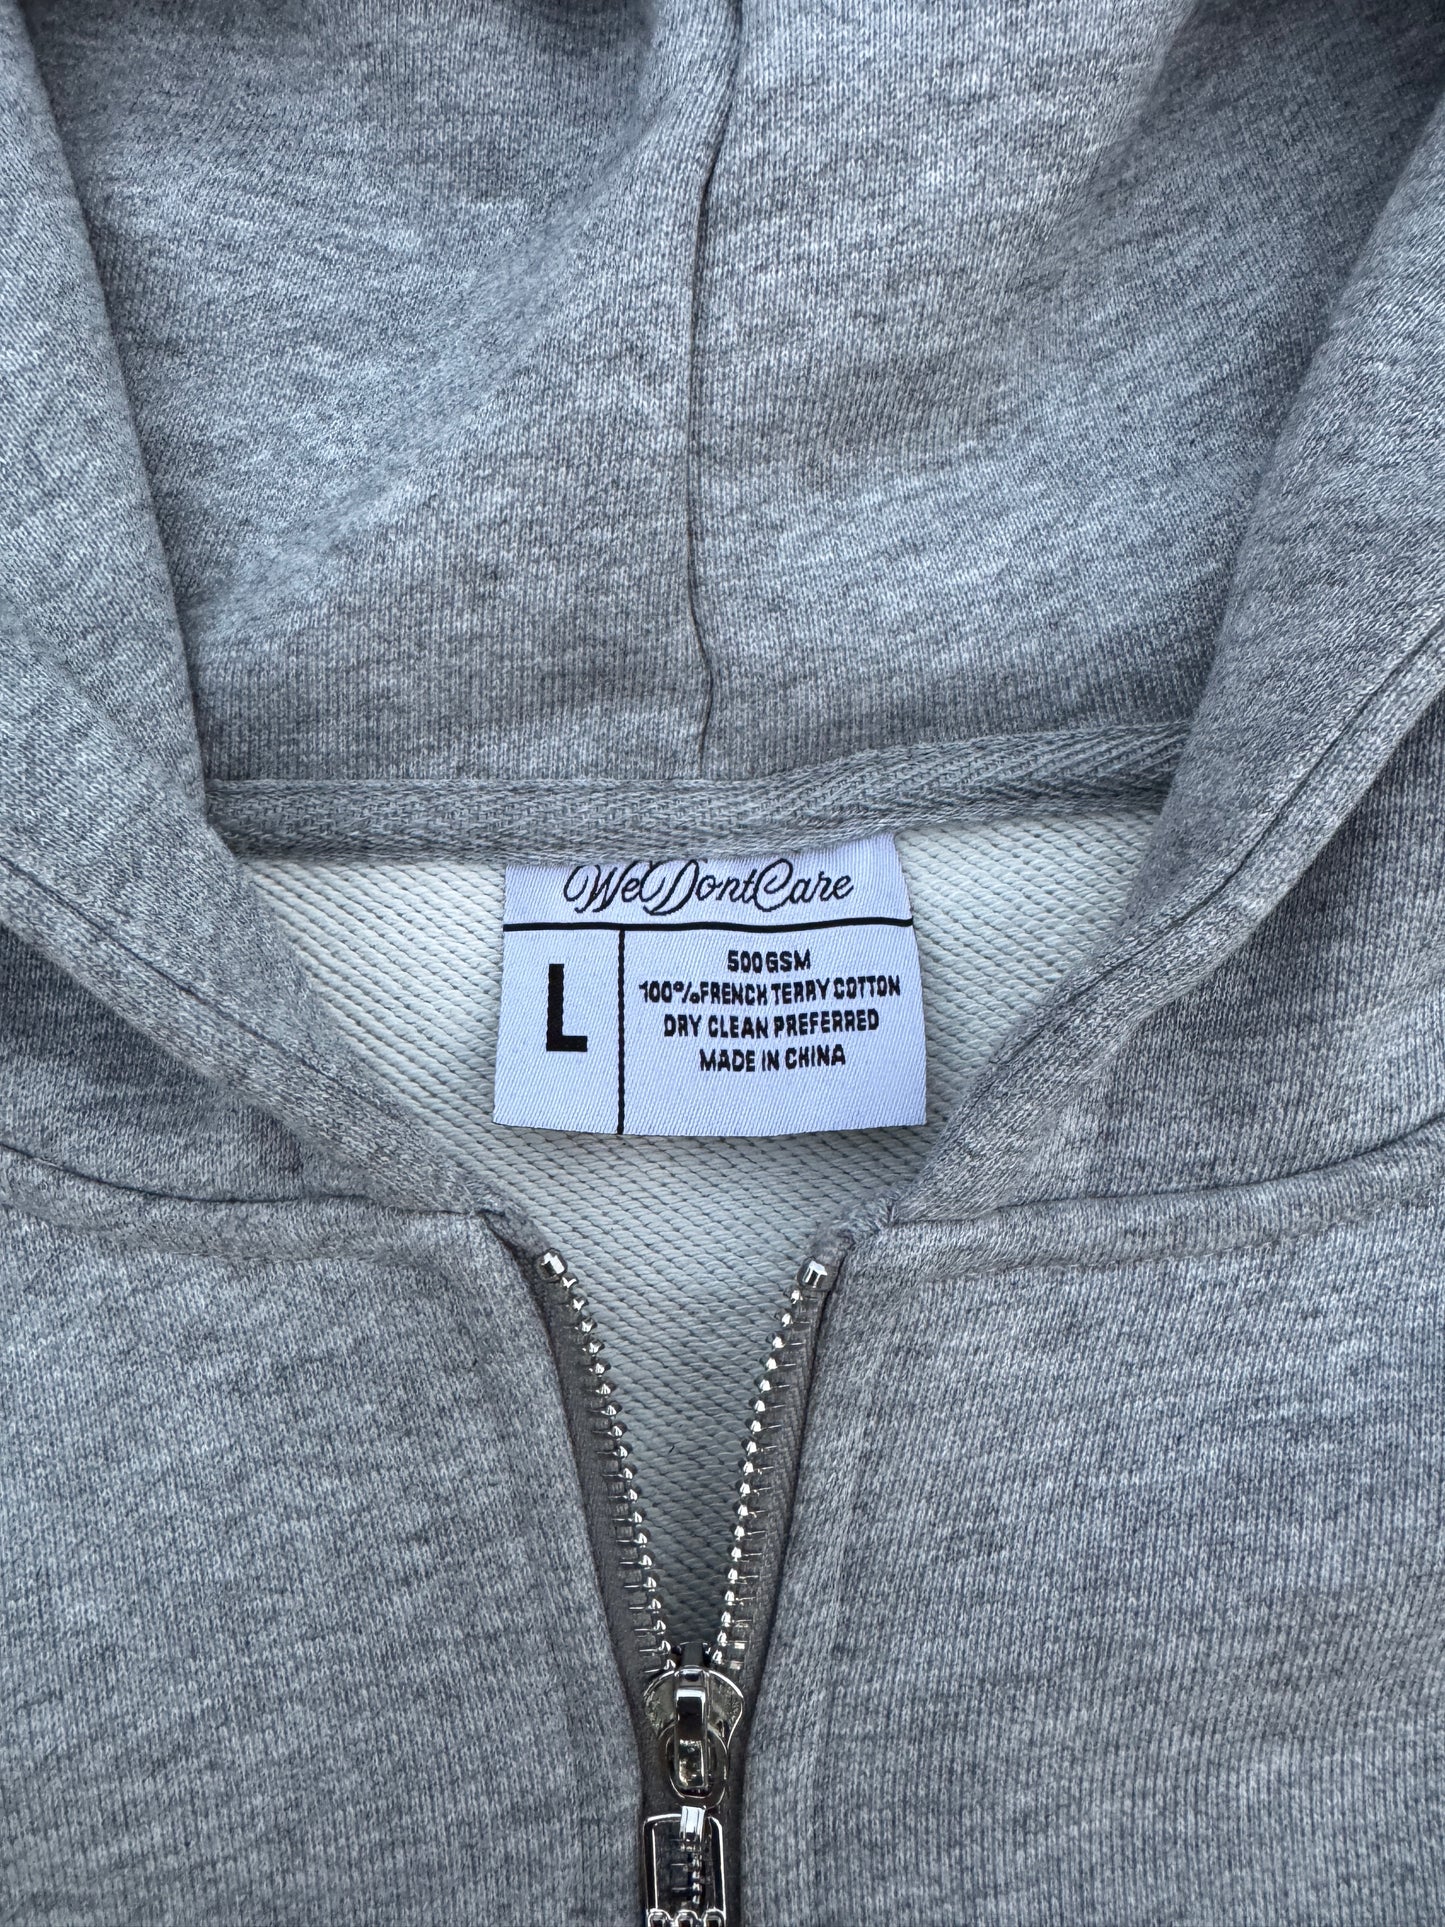 WeDontCare
L
500GSM
100%FRENCH TERRY COTTON
DRY CLEAN PREFERRED
MADE IN CHINA